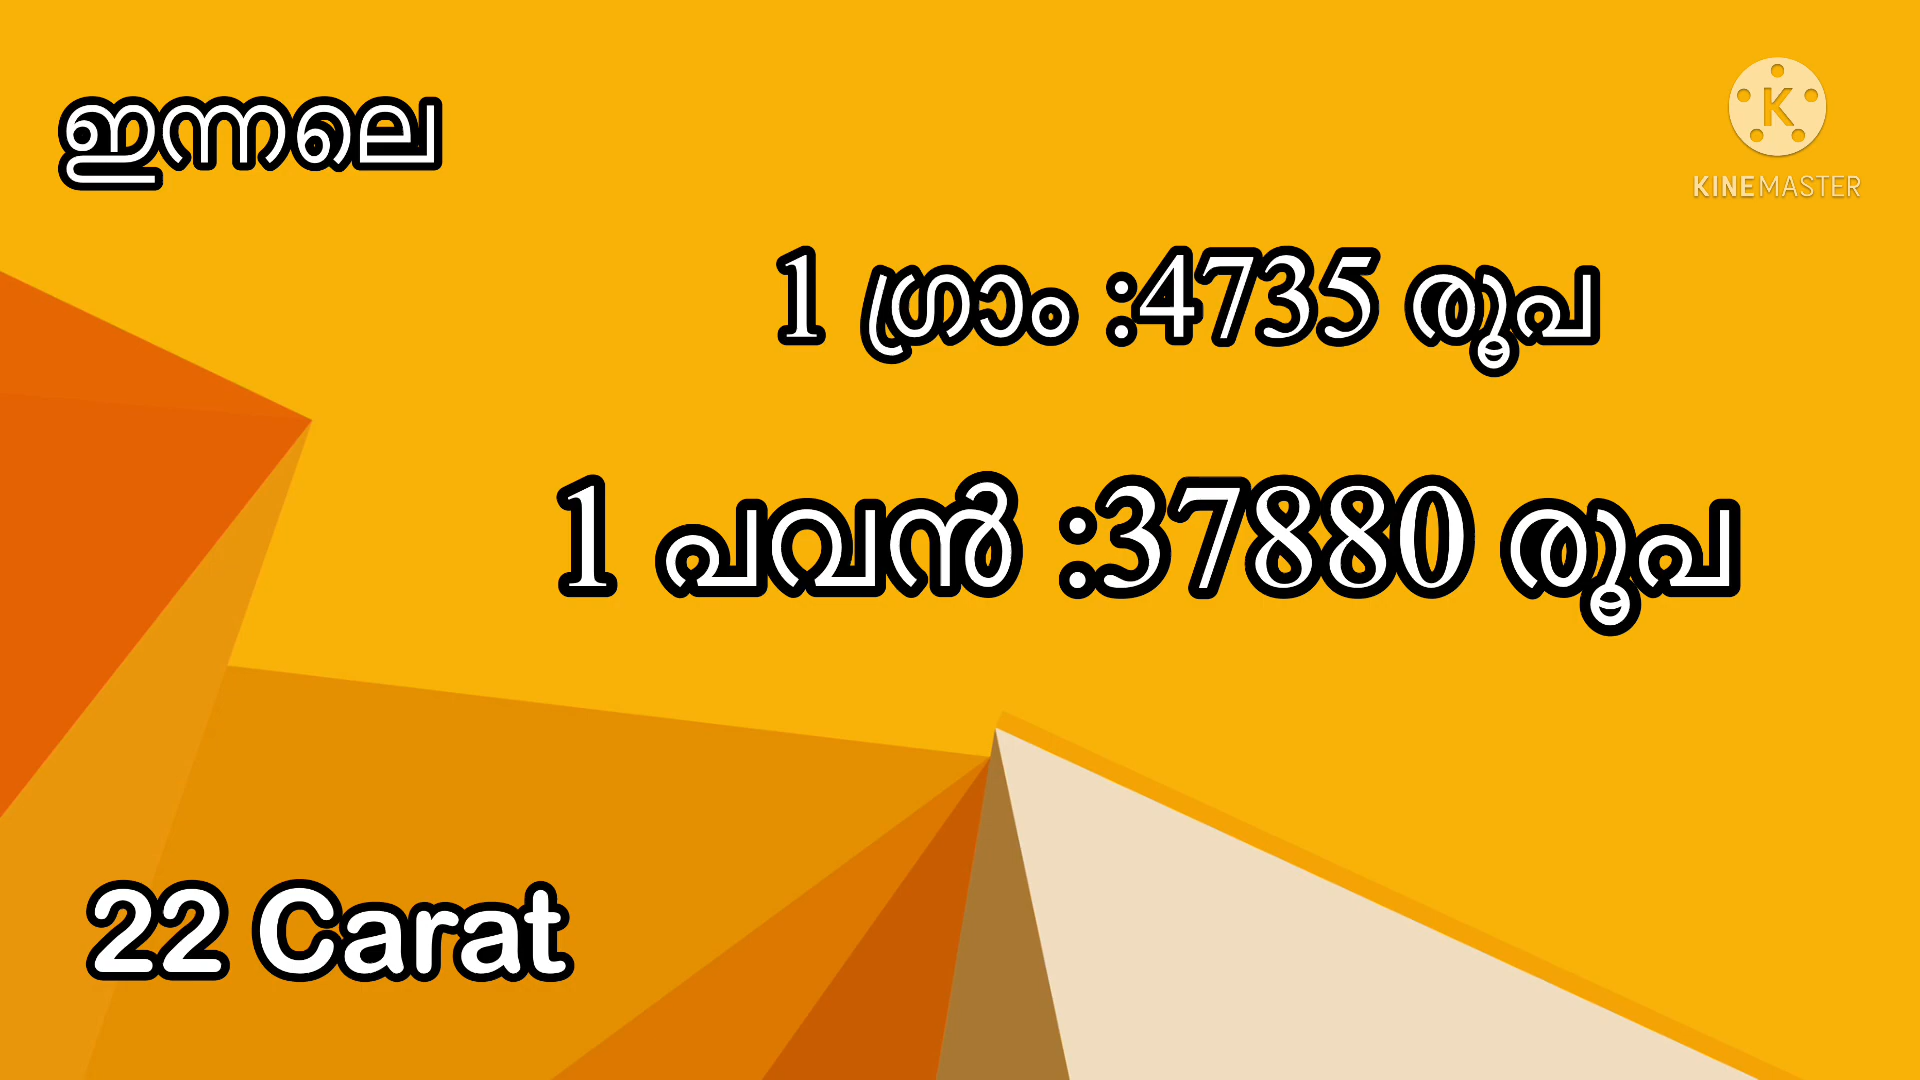 ഇന്നലെ
K
KINEMASTER
1 ഗ്രാം :4735 രൂപ
1 പവൻ :37880 രൂപ
22 Carat